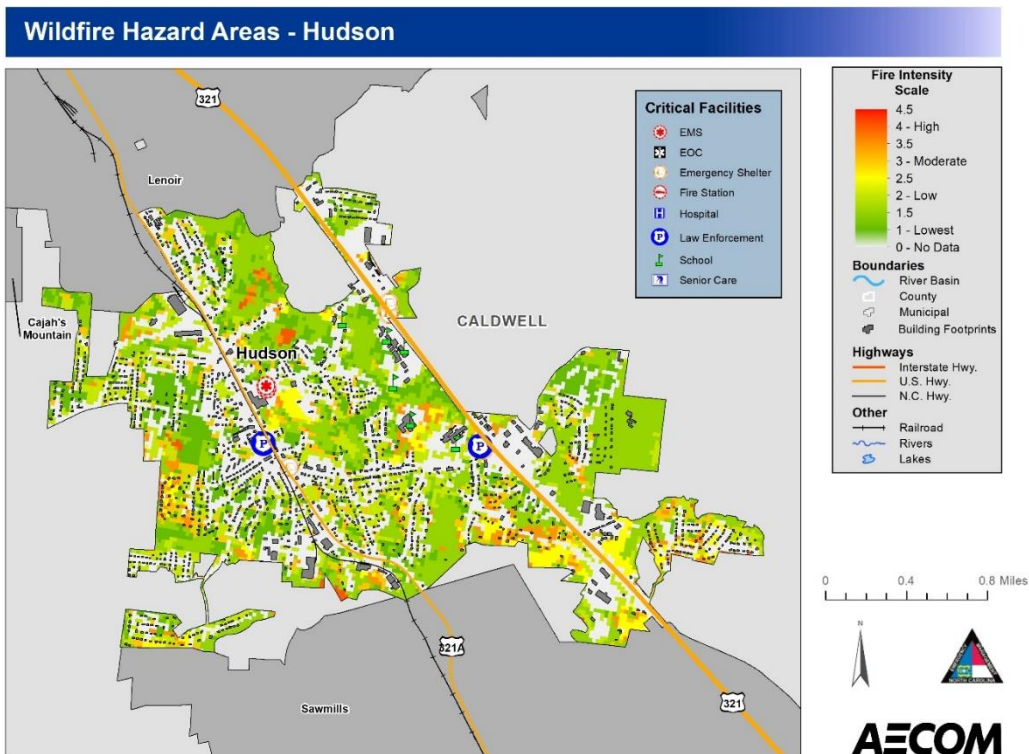 Wildfire Hazard Areas - Hudson
321
Lenoir
Cajah's
Mountain
Hudson
CALDWELL
P
P
321A
Sawmills
321
Critical Facilities
EMS
EOC
Emergency Shelter
Fire Station
H Hospital
P Law Enforcement
School
Senior Care
Fire Intensity
Scale
4.5
4 - High
3.5
3 - Moderate
2.5
2 - Low
1.5
1 - Lowest
0 - No Data
Boundaries
River Basin
County
Municipal
Building Footprints
Highways
Interstate Hwy.
U.S. Hwy.
N.C. Hwy.
Other
Railroad
Rivers
Lakes
0 0.4 0.8 Miles
N
NORTH CAROLINA
AECOM